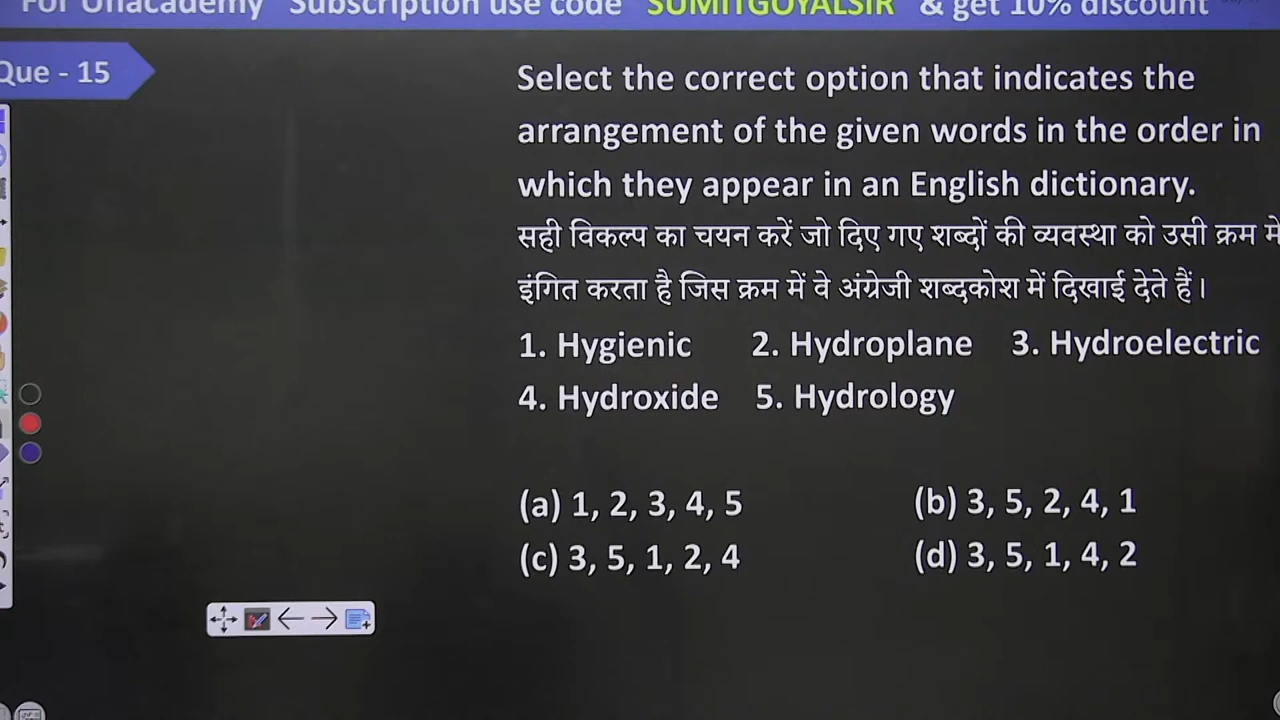 For Unacademy Subscription use code SUMITGOYALSIR & get 10% discount
Que - 15
Select the correct option that indicates the
arrangement of the given words in the order in
which they appear in an English dictionary.
सही विकल्प का चयन करें जो दिए गए शब्दों की व्यवस्था को उसी क्रम में
इंगित करता है जिस क्रम में वे अंग्रेजी शब्दकोश में दिखाई देते हैं।
1. Hygienic 2. Hydroplane 3. Hydroelectric
4. Hydroxide 5. Hydrology
(a) 1, 2, 3, 4, 5 (b) 3, 5, 2, 4, 1
(c) 3, 5, 1, 2, 4 (d) 3, 5, 1, 4, 2